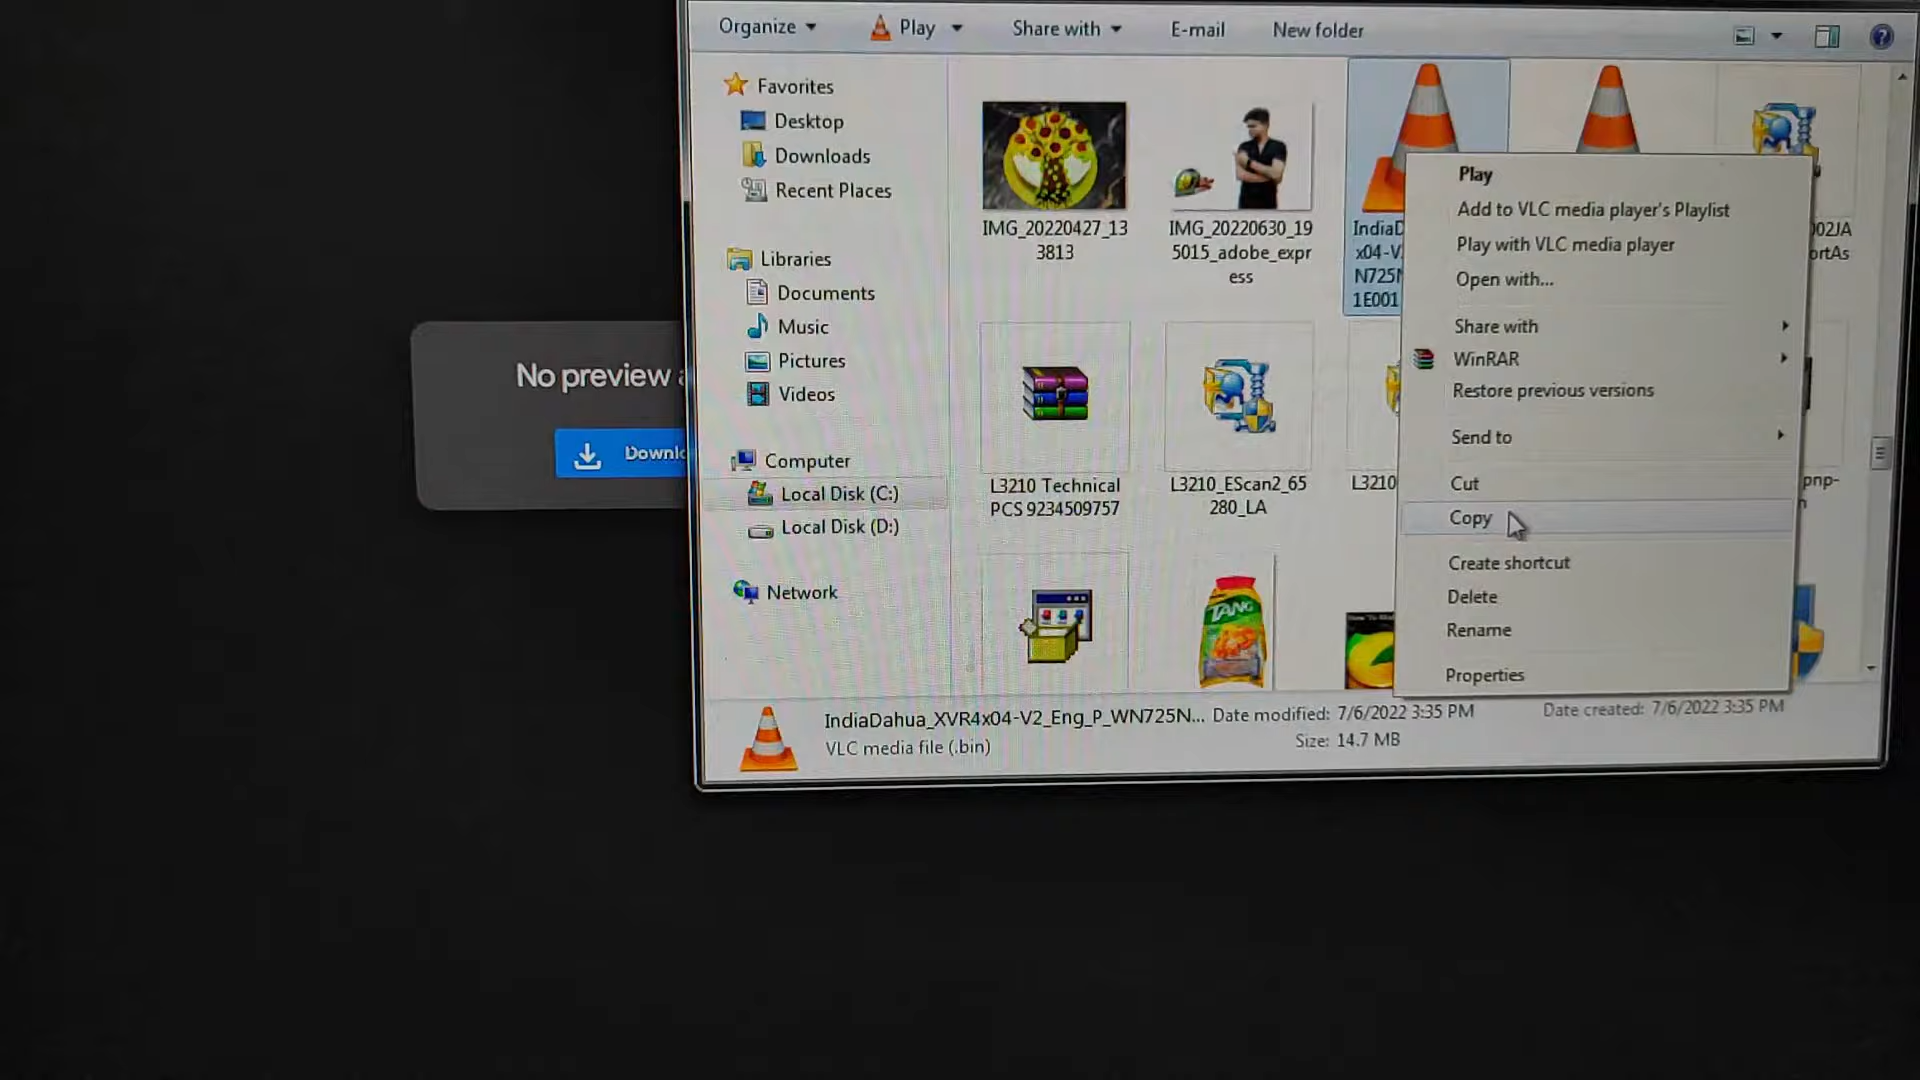 Organize
Play
Share with
E-mail
New folder
Favorites
Desktop
Downloads
Recent Places
Libraries
Documents
Music
Pictures
Videos
Computer
Local Disk (C:)
Local Disk (D:)
Network
No preview
Downlo
IMG_20220427_13
3813
IMG_20220630_19
5015_adobe_expr
ess
IndiaD
x04-V
N725N
1E001
02JA
ortAs
L3210 Technical
PCS 9234509757
L3210_EScan2_65
280_LA
L3210
pnp-
TANG
Play
Add to VLC media player's Playlist
Play with VLC media player
Open with...
Share with
WinRAR
Restore previous versions
Send to
Cut
Copy
Create shortcut
Delete
Rename
Properties
IndiaDahua_XVR4x04-V2_Eng_P_WN725N... Date modified: 7/6/2022 3:35 PM Date created: 7/6/2022 3:35 PM
VLC media file (.bin) Size: 14.7 MB